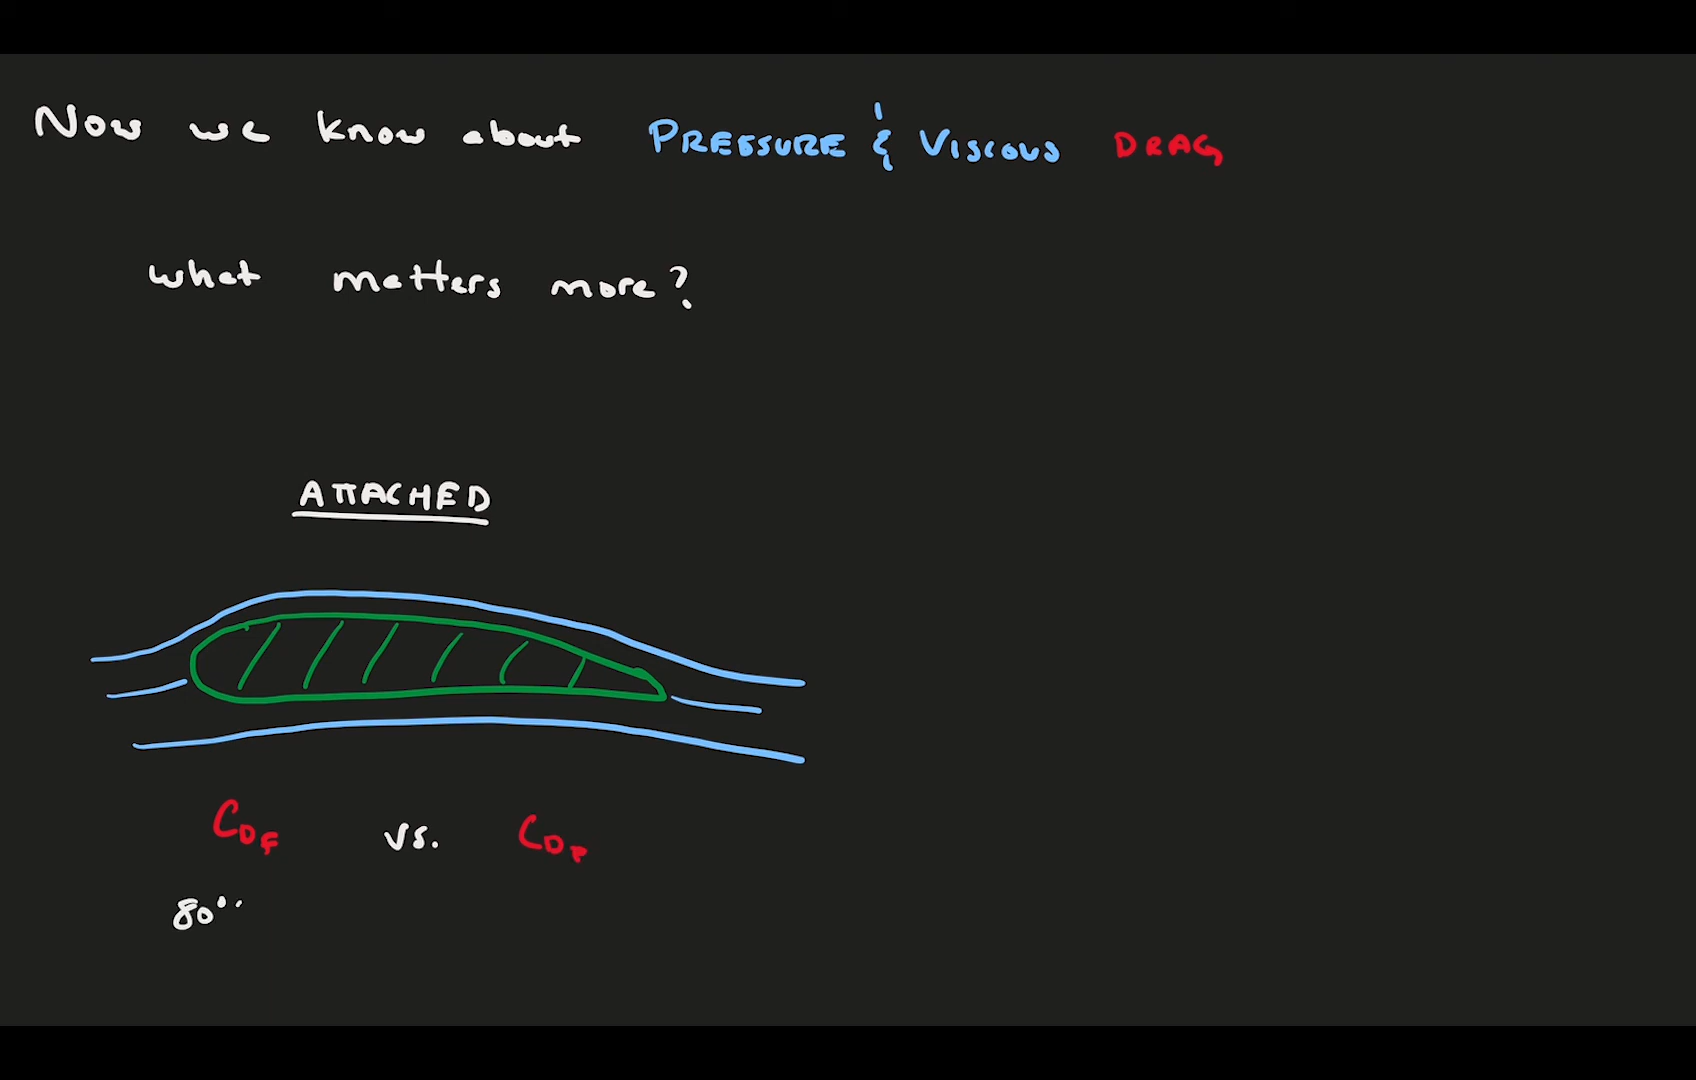 Now we know about PRESSURE & VISCOUS DRAG
what matters more?
ATTACHED
CDf vs. CDP
80%